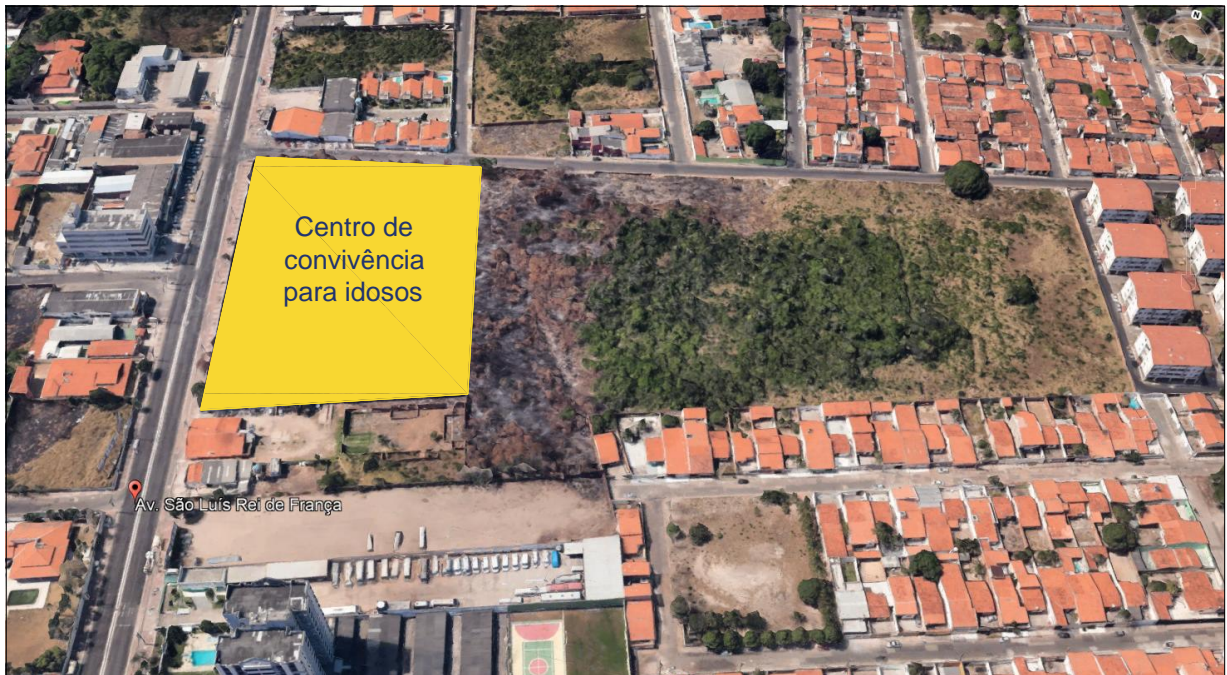 N
Centro de
convivência
para idosos
Av. São Luís Rei de França